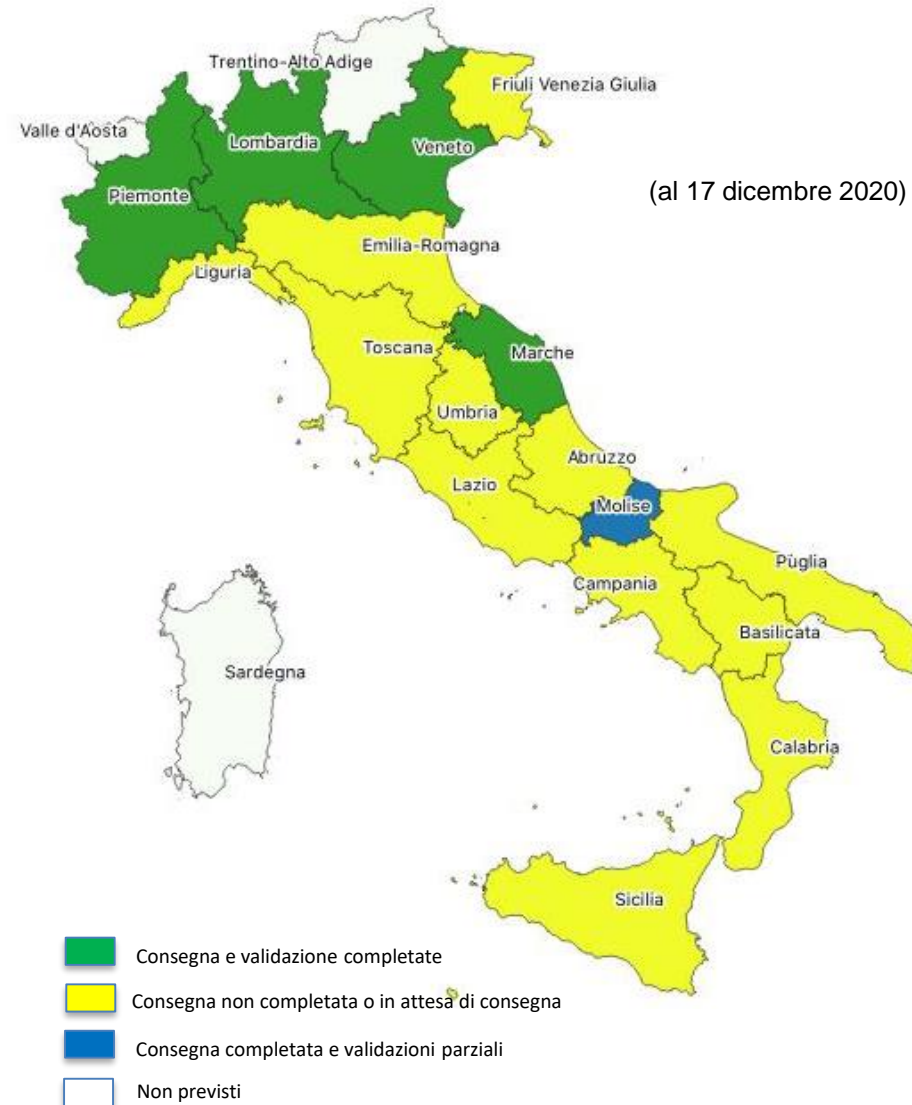 Trentino-Alto Adige
Friuli Venezia Giulia
Valle d'Aosta
Lombardia
Veneto
Piemonte
(al 17 dicembre 2020)
Emilia-Romagna
Liguria
Toscana
Marche
Umbria
Abruzzo
Lazio
Molise
Puglia
Campania
Basilicata
Sardegna
Calabria
Sicilia
Consegna e validazione completate
Consegna non completata o in attesa di consegna
Consegna completata e validazioni parziali
Non previsti